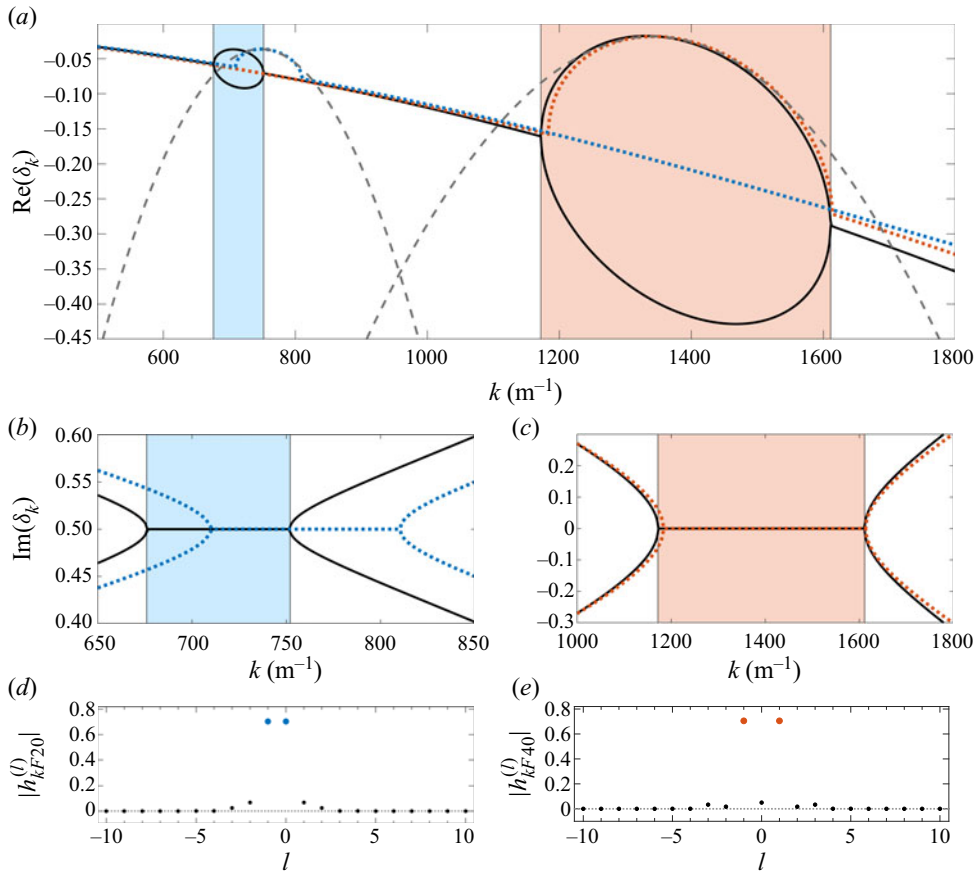 (a)
–0.05
–0.10
–0.15
–0.20
–0.25
–0.30
–0.35
–0.40
–0.45
Re(δk)
600 800 1000 1200 1400 1600 1800
k (m⁻¹)
(b)
0.60
0.55
0.50
0.45
0.40
Im(δk)
650 700 750 800 850
k (m⁻¹)
(c)
0.2
0.1
0
–0.1
–0.2
–0.3
1000 1200 1400 1600 1800
k (m⁻¹)
(d)
0.8
0.6
0.4
0.2
0
|h(l)kF20|
–10 –5 0 5 10
l
(e)
0.8
0.6
0.4
0.2
0
|h(l)kF40|
–10 –5 0 5 10
l